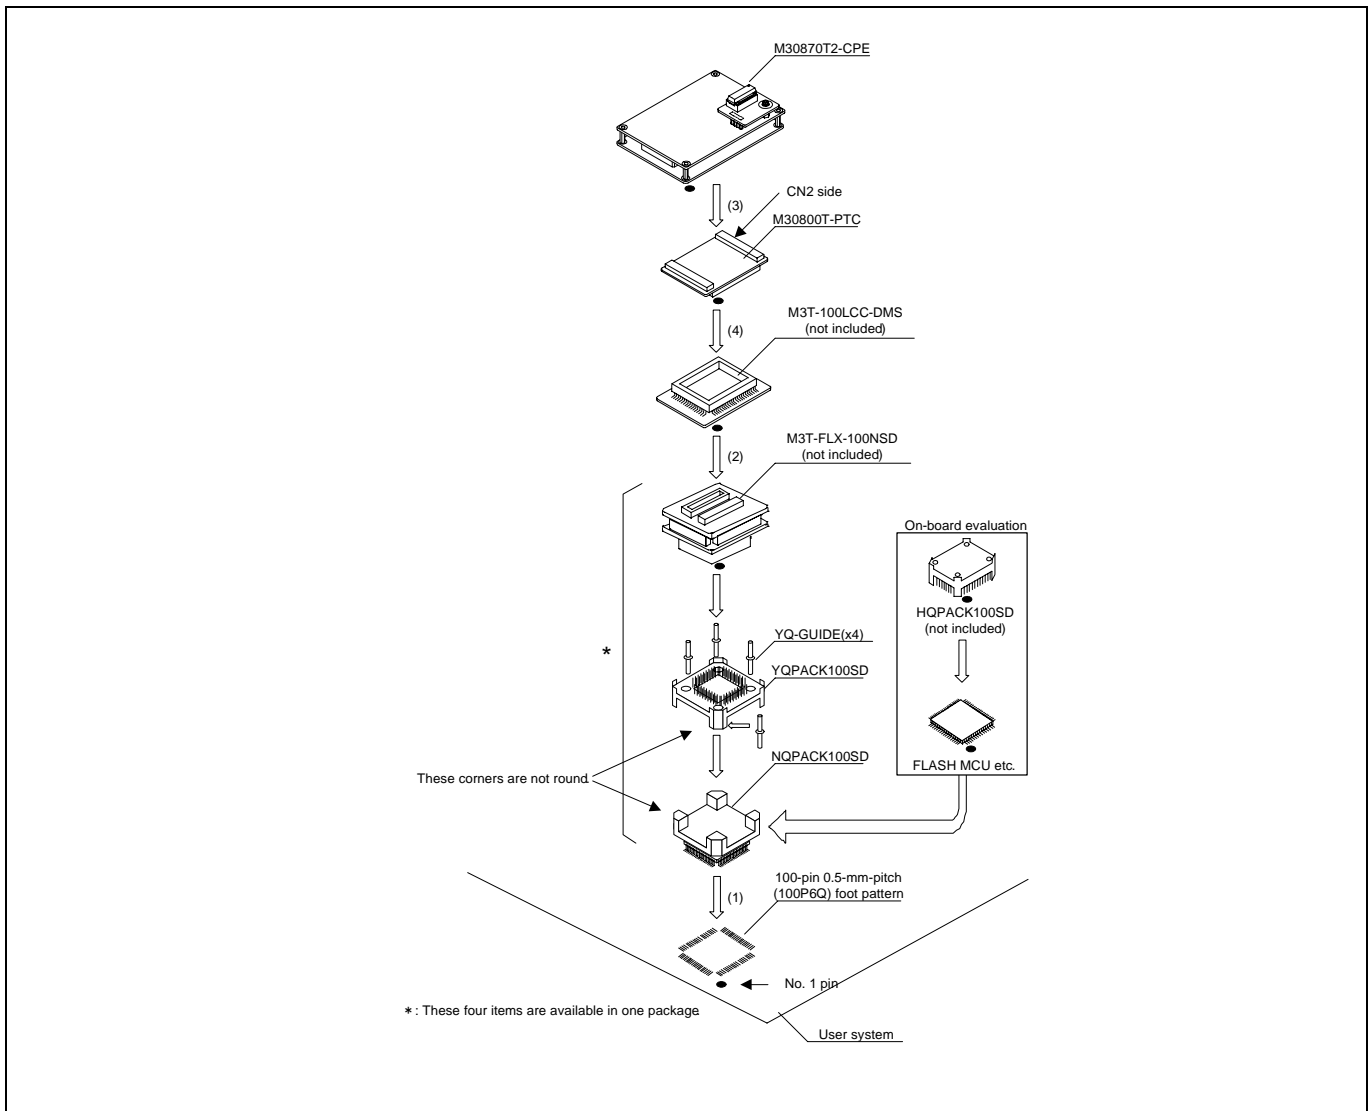 M30870T2-CPE
CN2 side
(3)
M30800T-PTC
M3T-100LCC-DMS
(not included)
(4)
M3T-FLX-100NSD
(not included)
(2)
On-board evaluation
HQPACK100SD
(not included)
YQ-GUIDE(x4)
*
YQPACK100SD
NQPACK100SD
FLASH MCU etc.
These corners are not round.
100-pin 0.5-mm-pitch
(100P6Q) foot pattern
(1)
No. 1 pin
* : These four items are available in one package.
User system